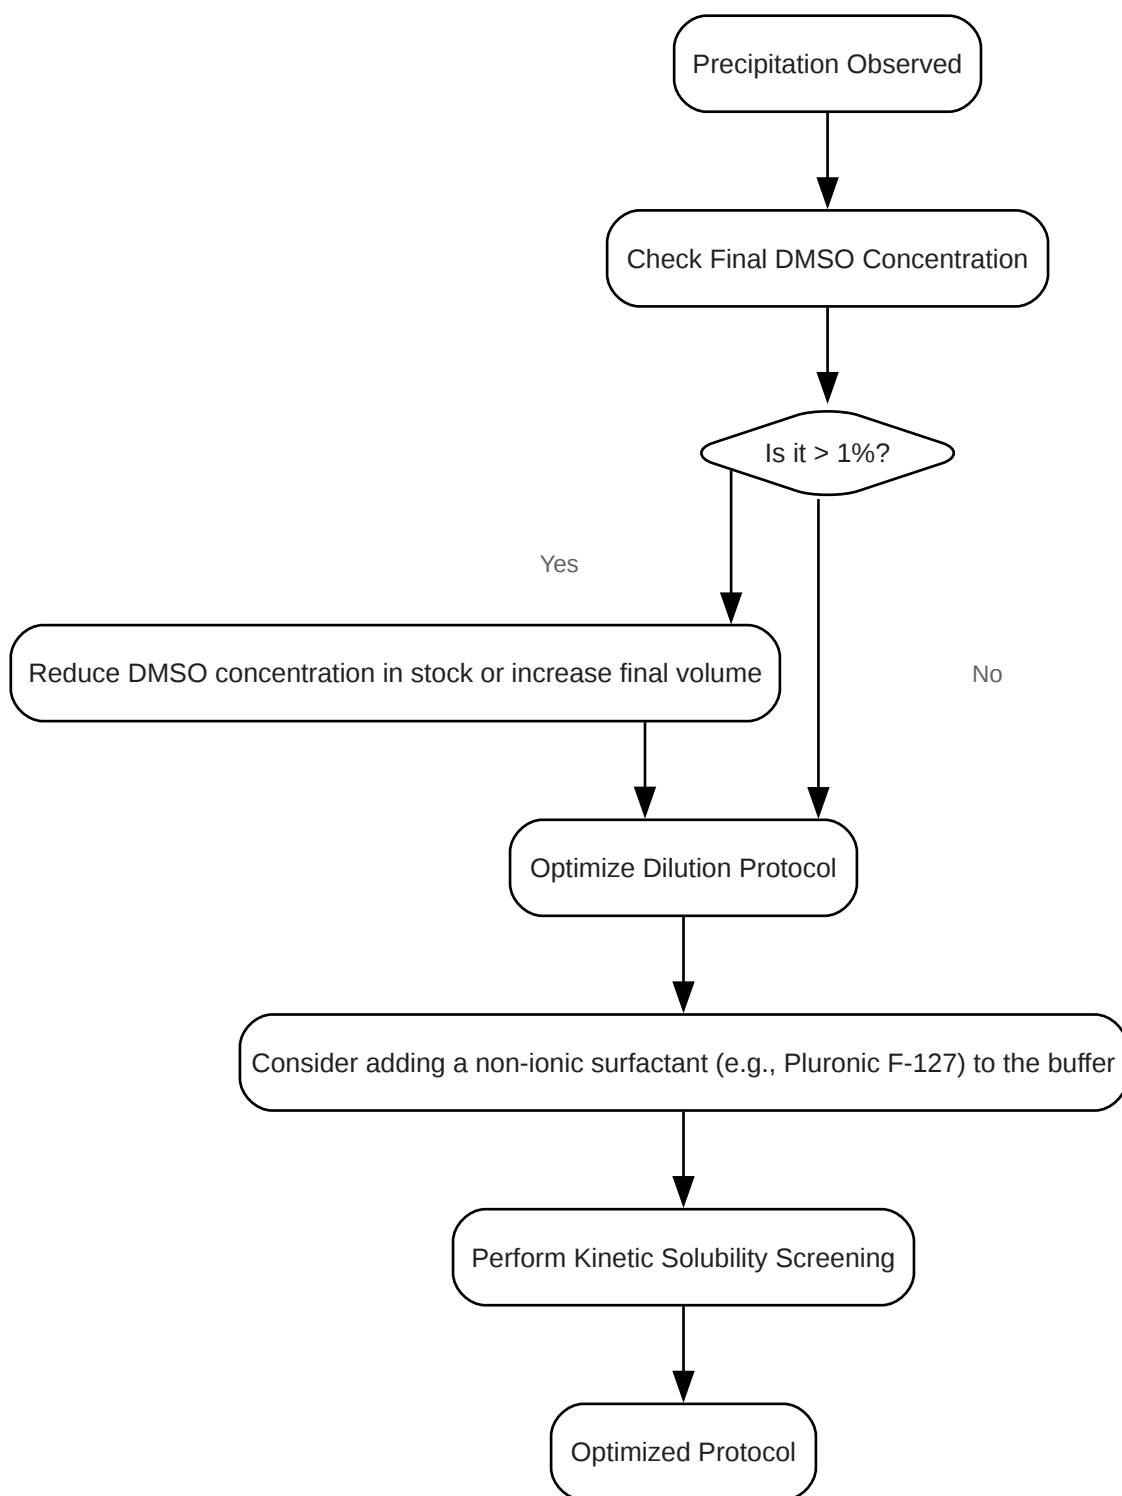 Precipitation Observed
Check Final DMSO Concentration
Is it > 1%?
Yes
Reduce DMSO concentration in stock or increase final volume
No
Optimize Dilution Protocol
Consider adding a non-ionic surfactant (e.g., Pluronic F-127) to the buffer
Perform Kinetic Solubility Screening
Optimized Protocol